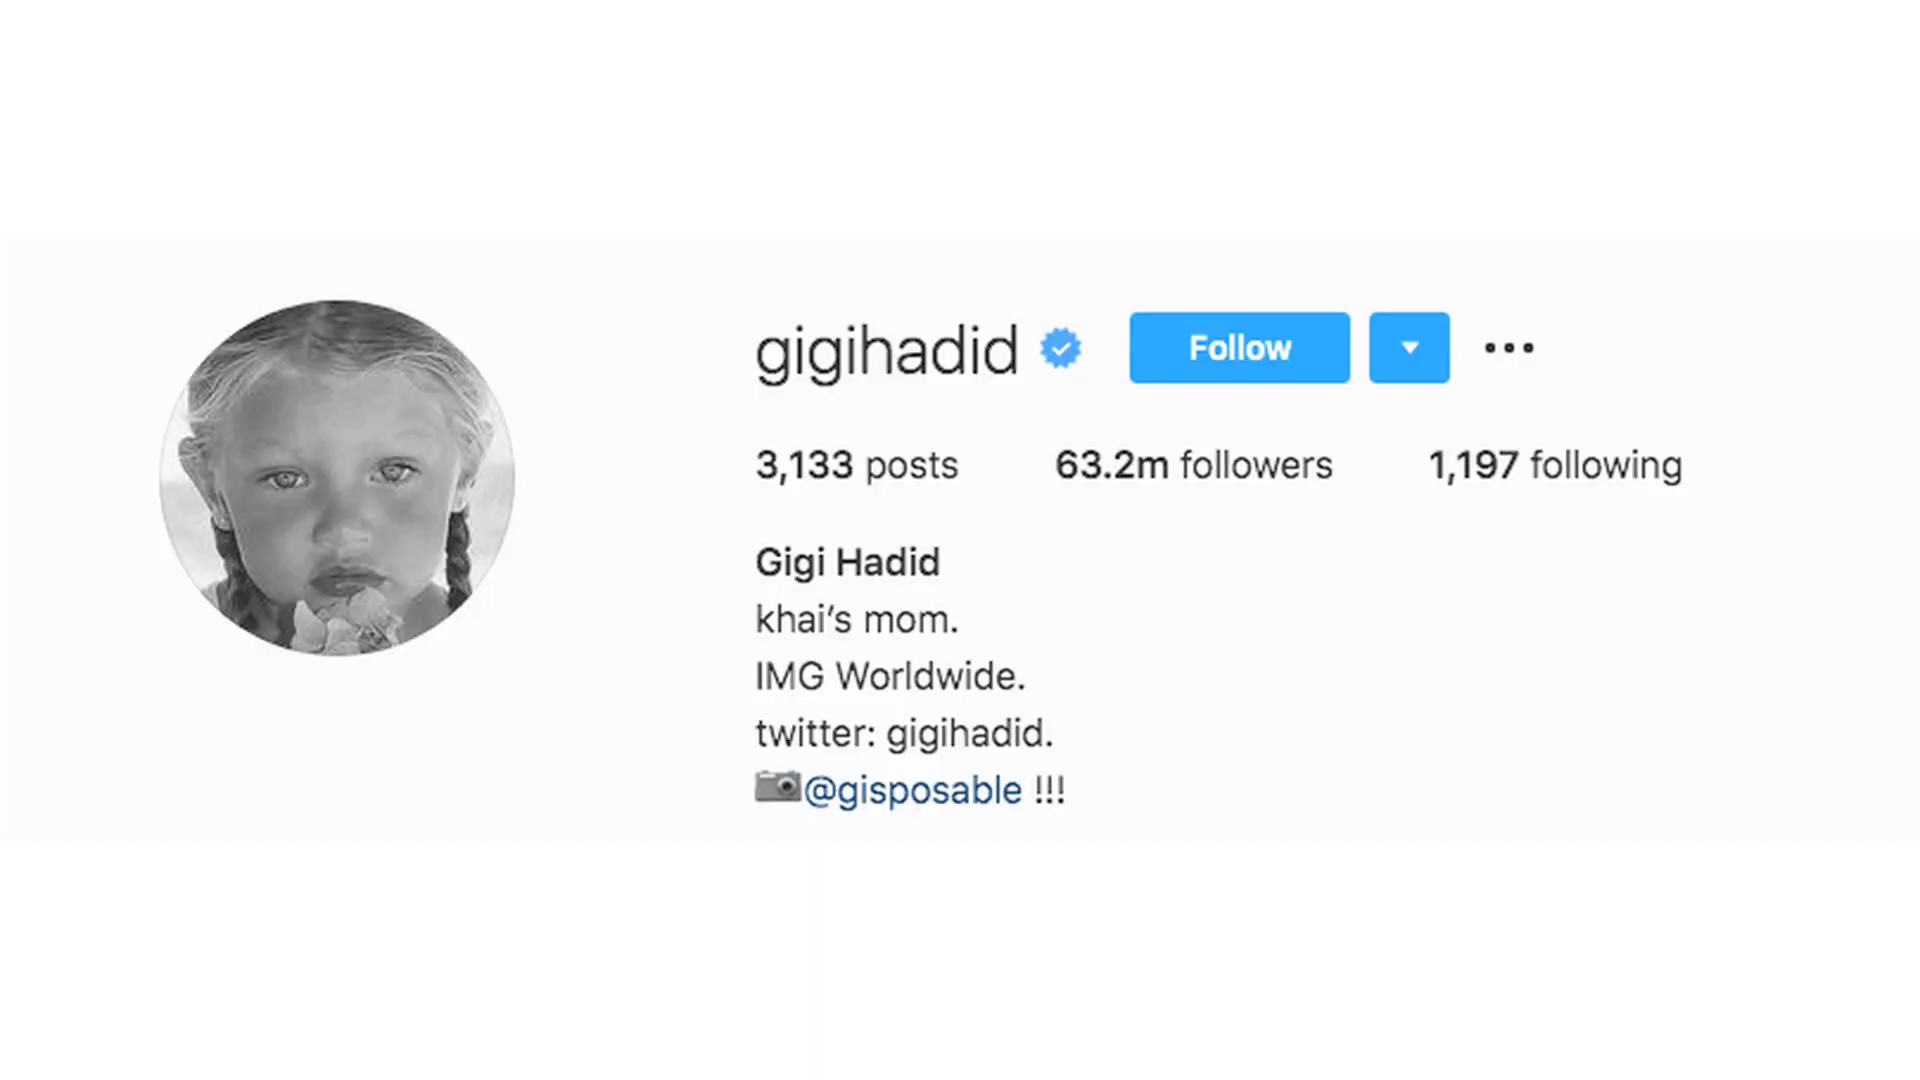 gigihadid Follow
3,133 posts 63.2m followers 1,197 following
Gigi Hadid
khai’s mom.
IMG Worldwide.
twitter: gigihadid.
📷@gisposable !!!